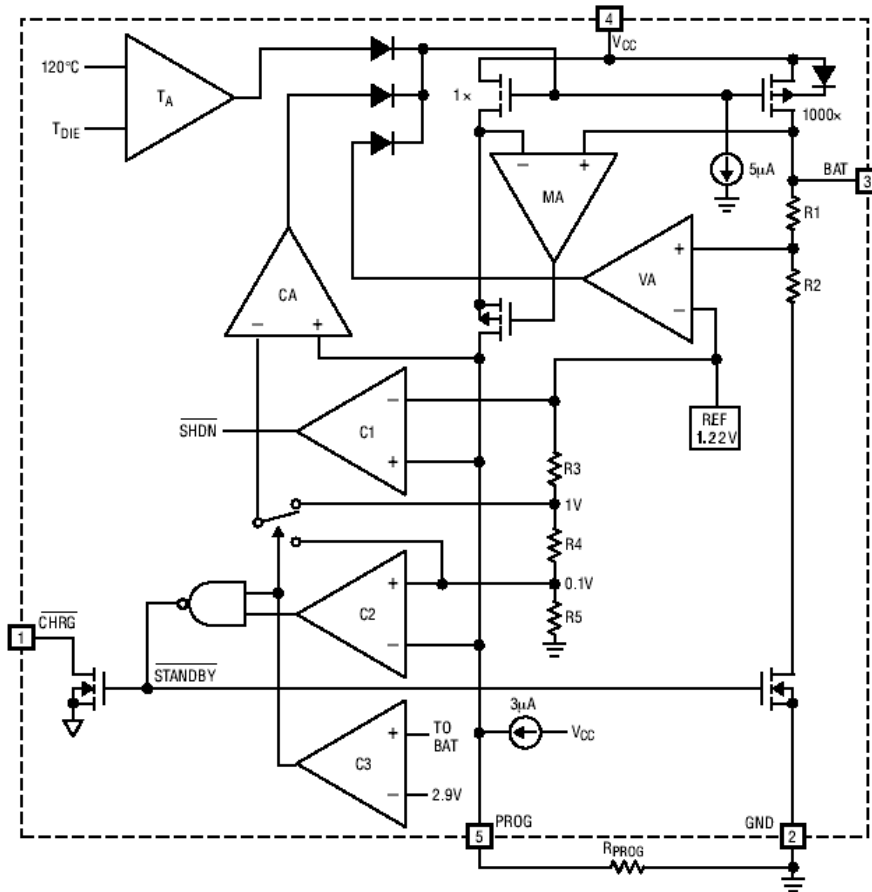 4
VCC
120°C
TA
TDIE
1×
1000×
– +
MA
5µA
BAT
3
R1
+
VA
R2
–
CA
– +
–
SHDN
C1
+
REF
1.22V
R3
1V
R4
0.1V
+
C2
R5
–
1
CHRG
STANDBY
3µA
VCC
+
TO
BAT
C3
–
2.9V
5
PROG
GND
2
RPROG